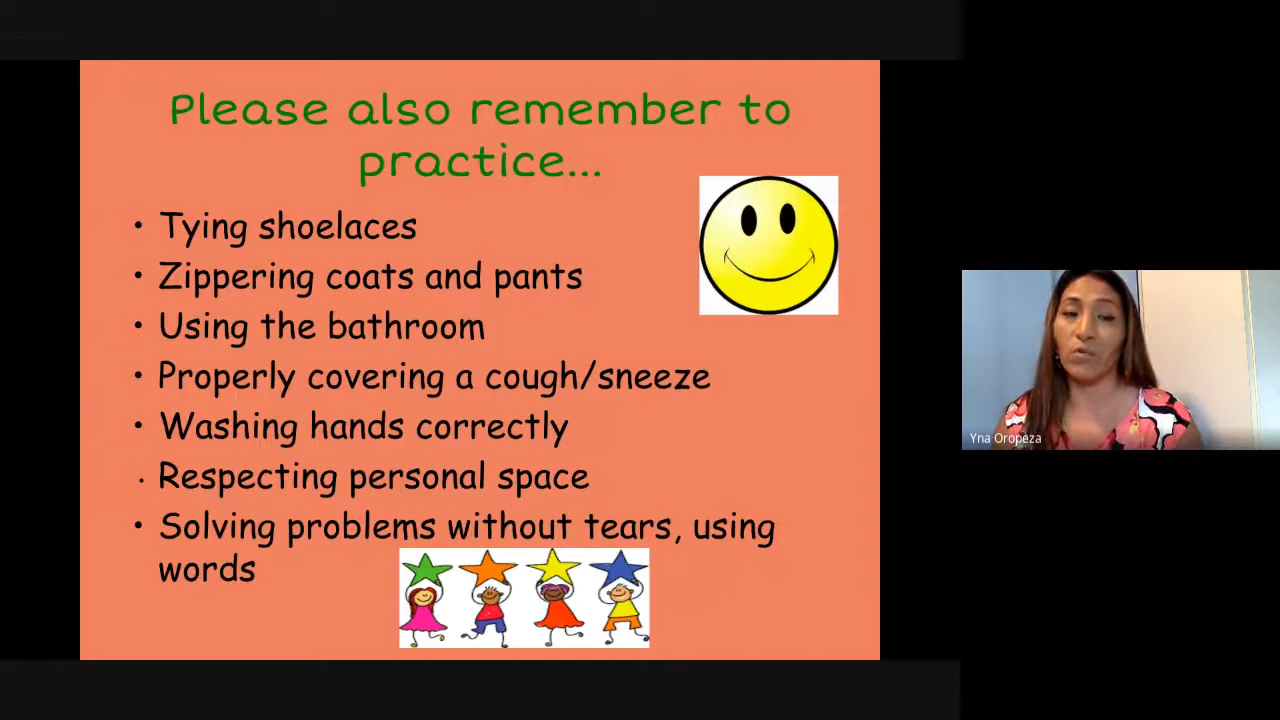 Please also remember to
practice...
• Tying shoelaces
• Zippering coats and pants
• Using the bathroom
• Properly covering a cough/sneeze
• Washing hands correctly
• Respecting personal space
• Solving problems without tears, using
words
Yna Oropeza